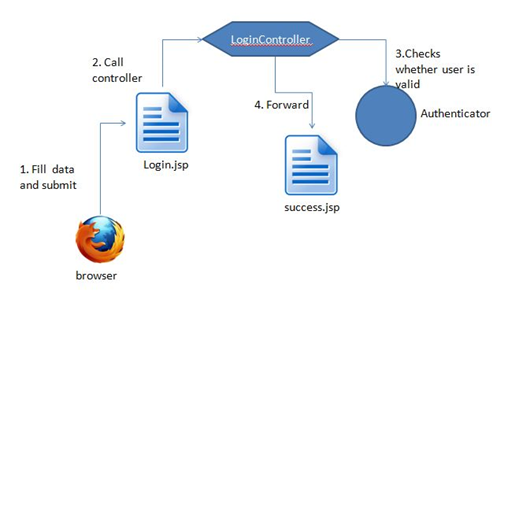 LoginController
2. Call
controller
3.Checks
whether user is
valid
4. Forward
Authenticator
Login.jsp
1. Fill data
and submit
success.jsp
browser